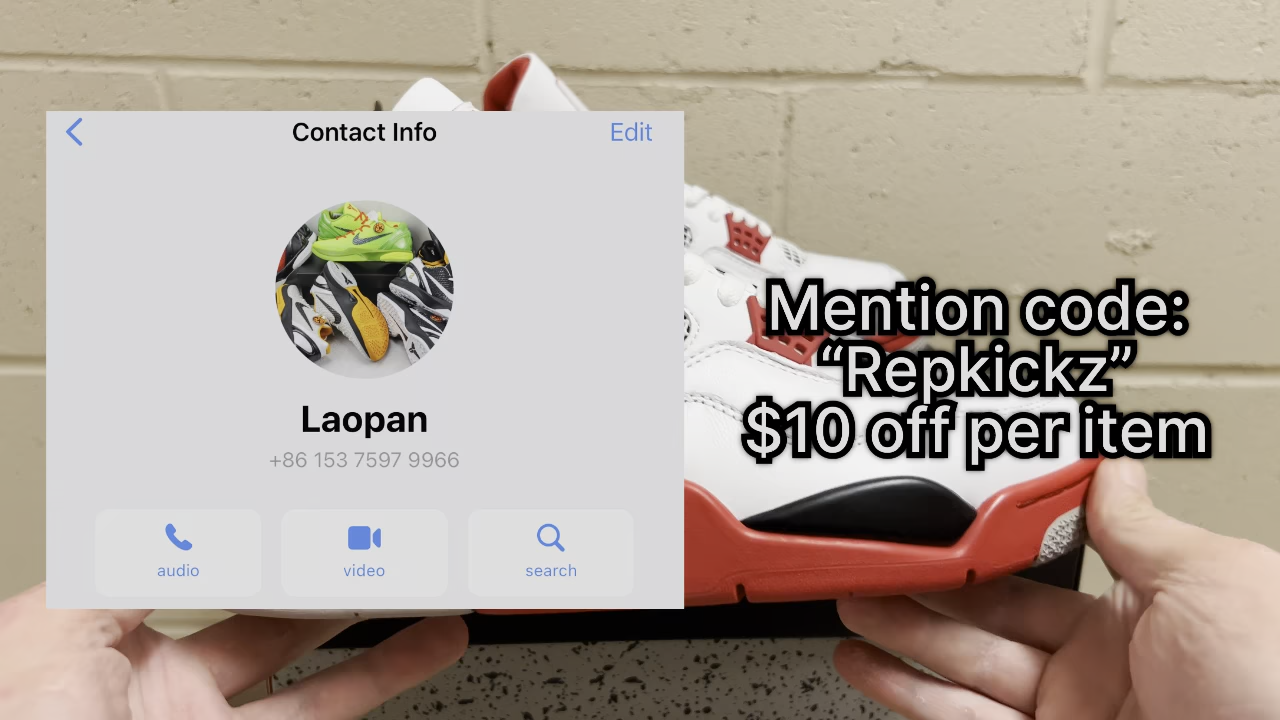 Contact Info
Edit
Laopan
+86 153 7597 9966
audio
video
search
Mention code:
“Repkickz”
$10 off per item